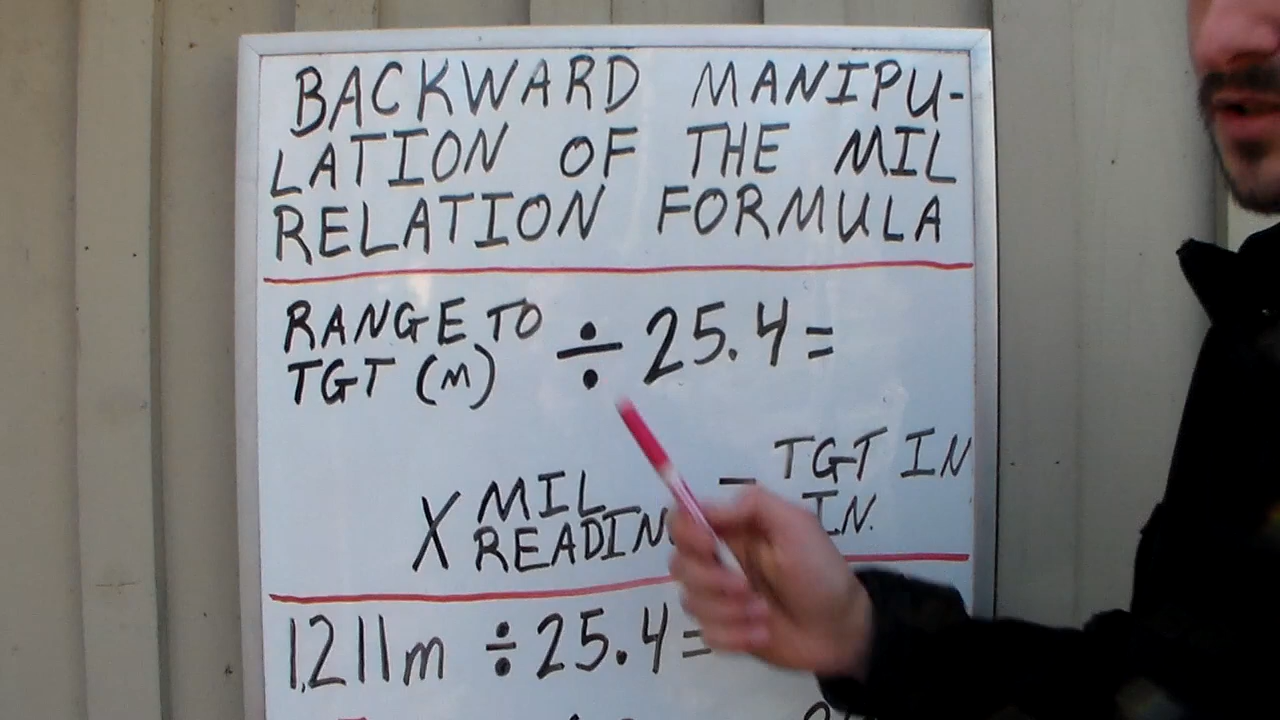 BACKWARD MANIPU-
LATION OF THE MIL
RELATION FORMULA
RANGE TO
TGT (M) ÷ 25.4 =
X MIL = TGT IN
READIN IN.
1,211m ÷ 25.4 =